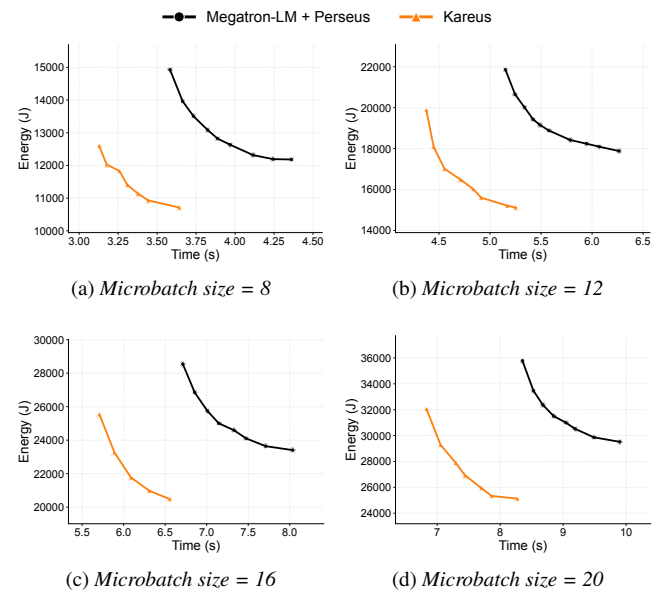 Megatron-LM + Perseus Kareus
15000
14000
13000
12000
11000
10000
Energy (J)
3.00 3.25 3.50 3.75 4.00 4.25 4.50
Time (s)
(a) Microbatch size = 8
22000
20000
18000
16000
14000
Energy (J)
4.5 5.0 5.5 6.0 6.5
Time (s)
(b) Microbatch size = 12
30000
28000
26000
24000
22000
20000
Energy (J)
5.5 6.0 6.5 7.0 7.5 8.0
Time (s)
(c) Microbatch size = 16
36000
34000
32000
30000
28000
26000
24000
Energy (J)
7 8 9 10
Time (s)
(d) Microbatch size = 20